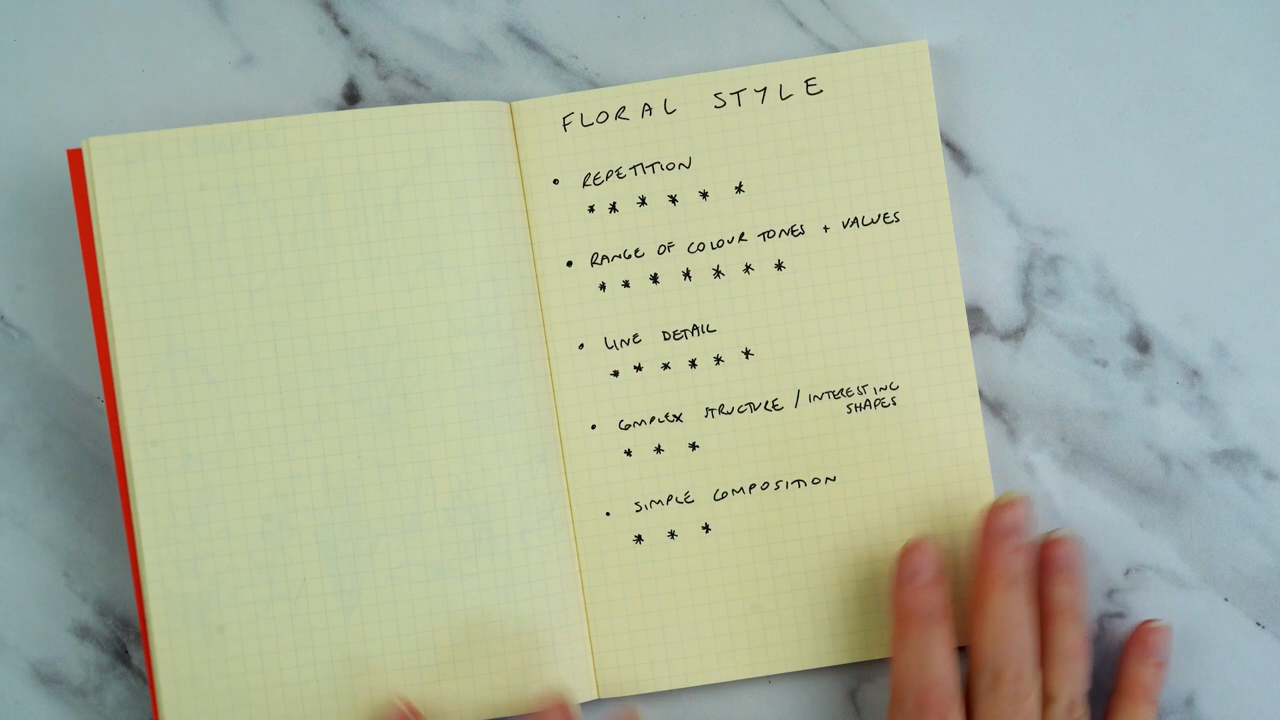 FLORAL STYLE
• REPETITION
* * * * * *
• RANGE OF COLOUR TONES + VALUES
* * * * * * *
• LINE DETAIL
* * * * * *
• COMPLEX STRUCTURE / INTERESTING
SHAPES
* * *
• SIMPLE COMPOSITION
* * *